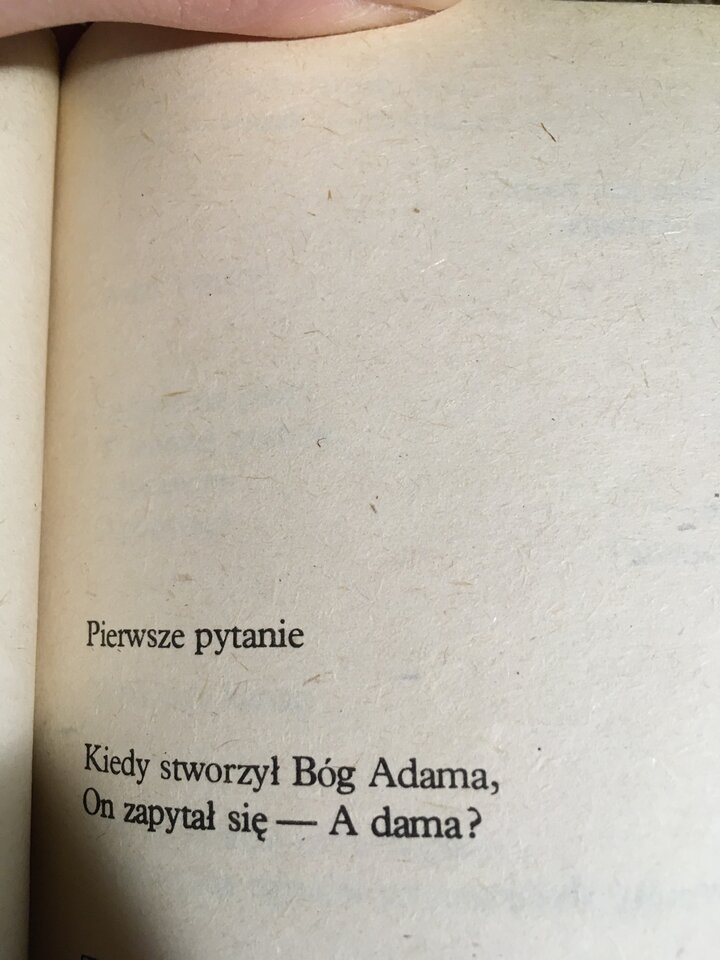 Pierwsze pytanie
Kiedy stworzył Bóg Adama,
On zapytał się — A dama?